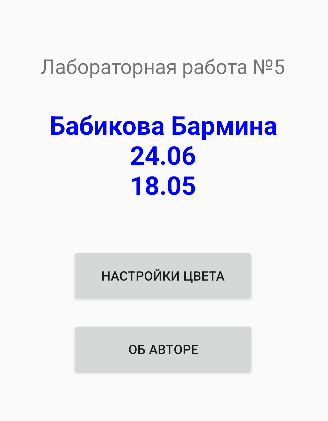 Лабораторная работа №5
Бабикова Бармина
24.06
18.05
НАСТРОЙКИ ЦВЕТА
ОБ АВТОРЕ